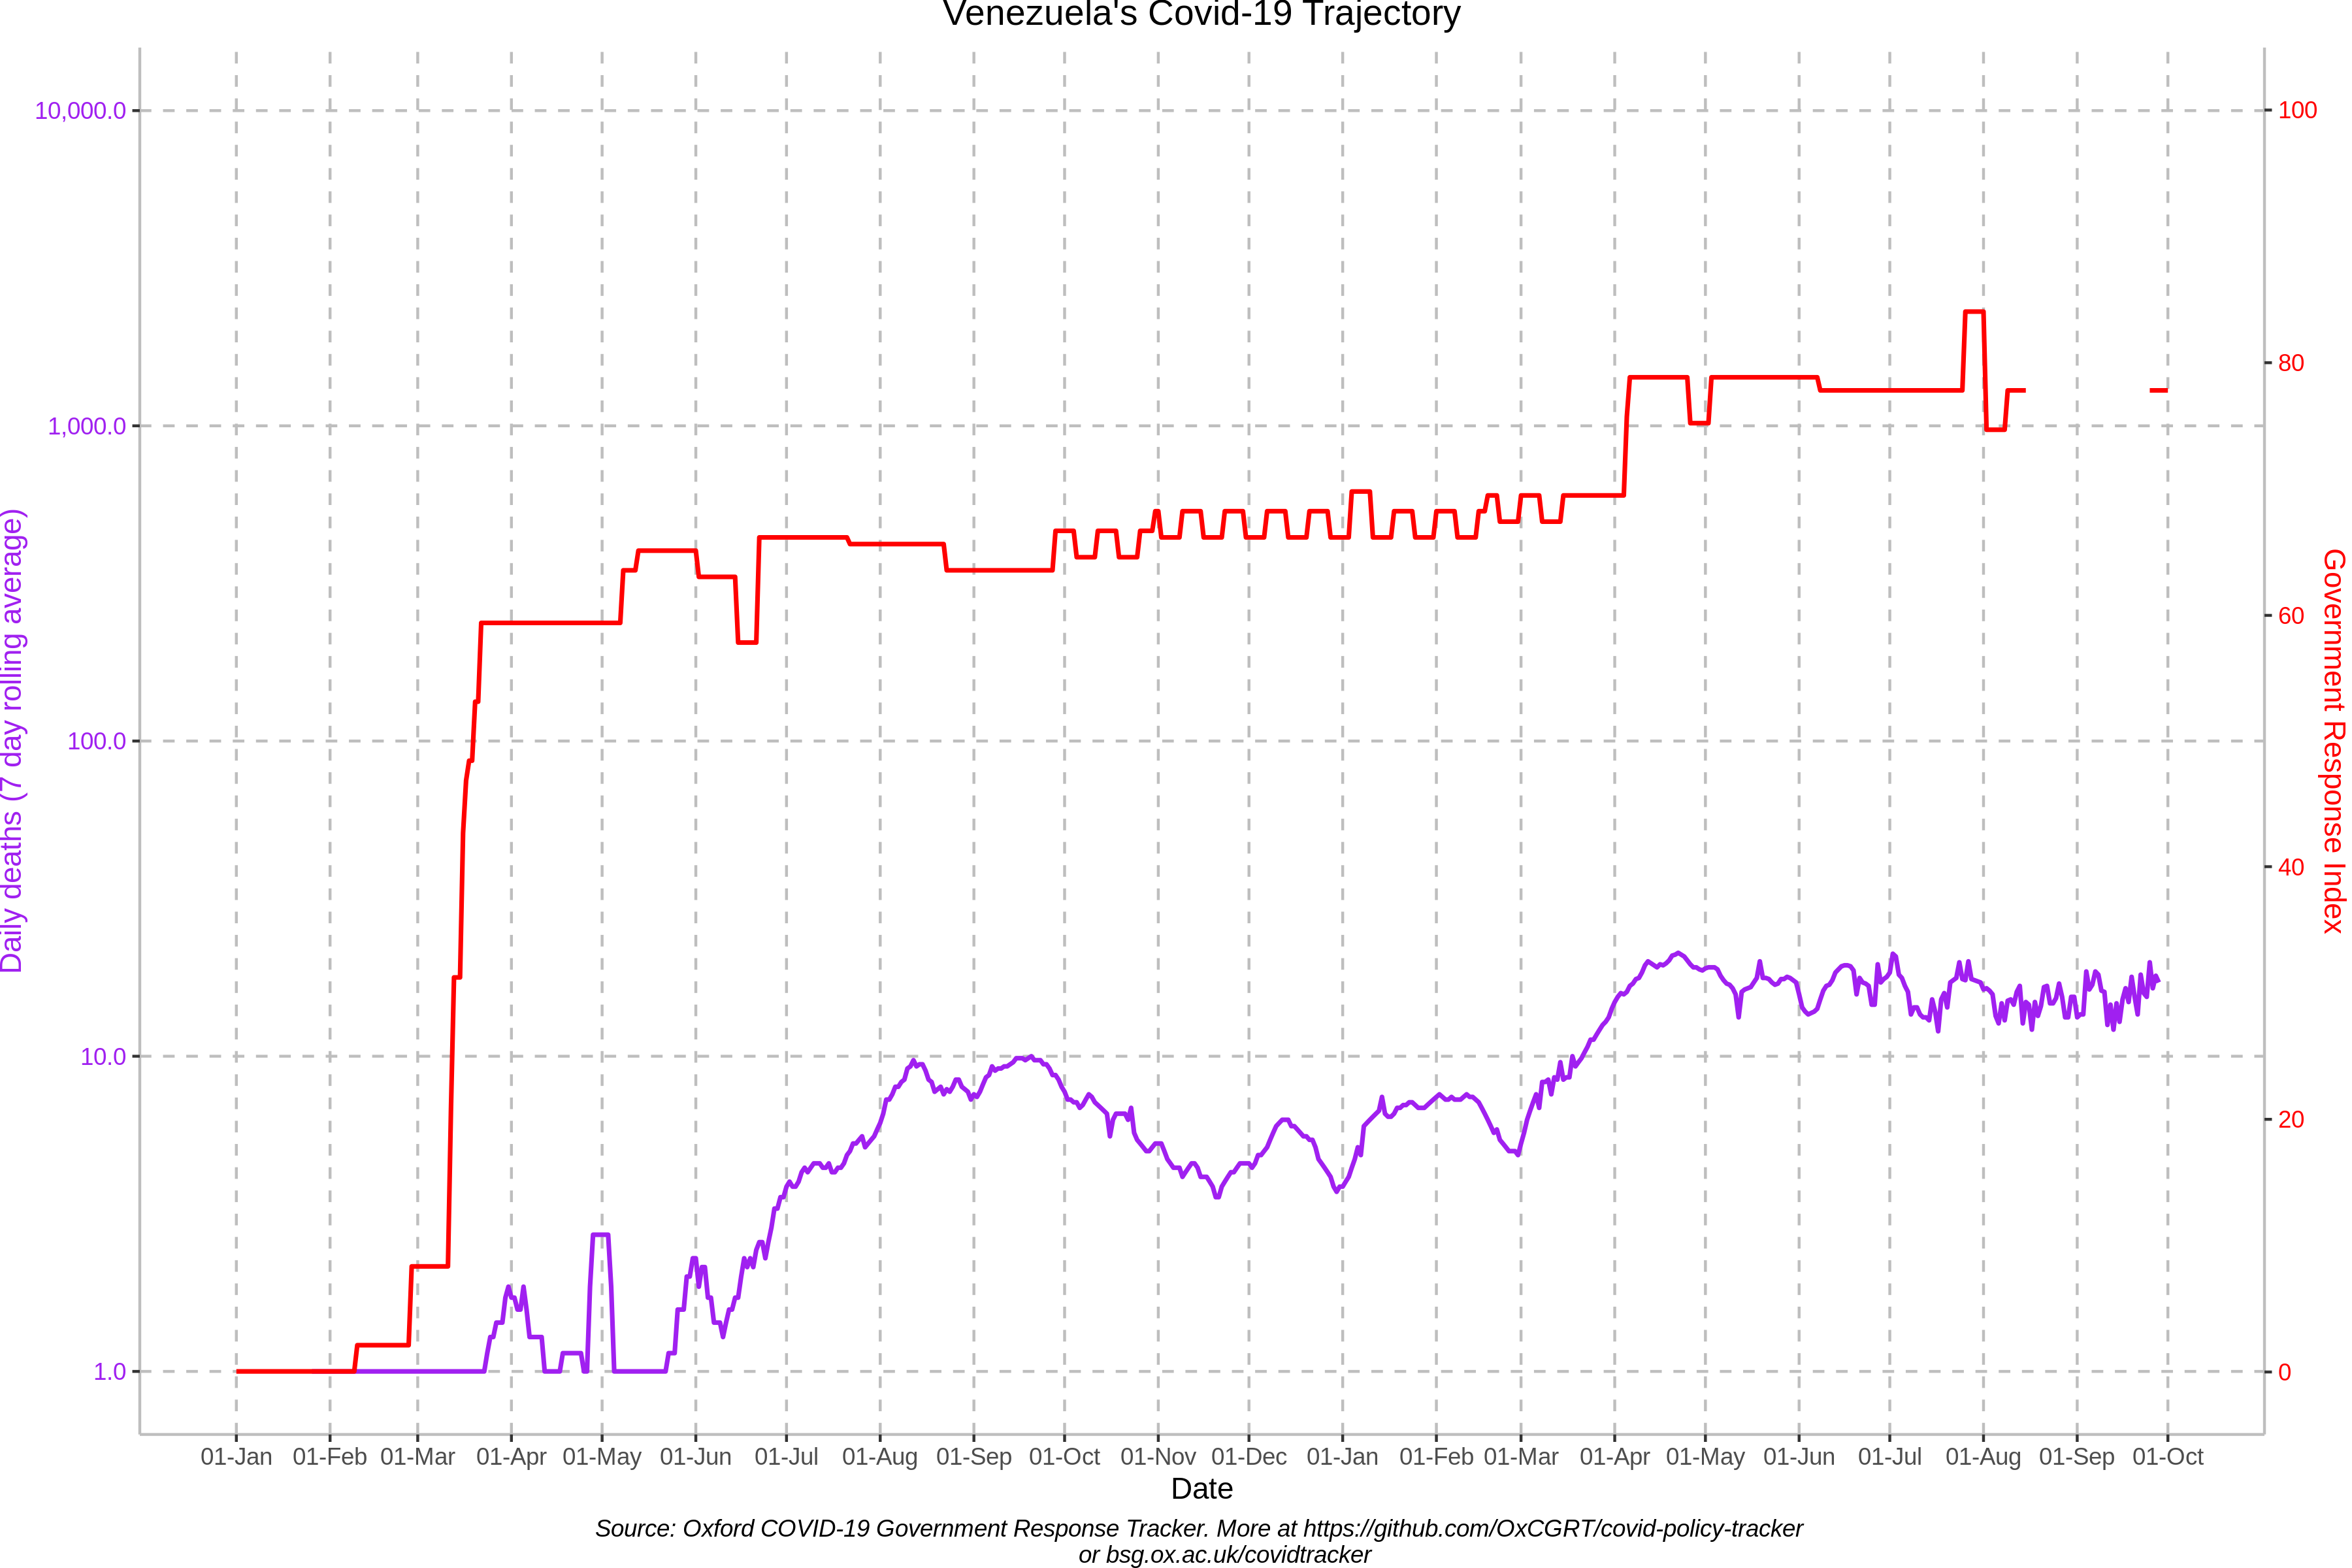 Venezuela's Covid-19 Trajectory
Daily deaths (7 day rolling average)
10,000.0
1,000.0
100.0
10.0
1.0
100
80
60
40
20
0
Government Response Index
01-Jan 01-Feb 01-Mar 01-Apr 01-May 01-Jun 01-Jul 01-Aug 01-Sep 01-Oct 01-Nov 01-Dec 01-Jan 01-Feb 01-Mar 01-Apr 01-May 01-Jun 01-Jul 01-Aug 01-Sep 01-Oct
Date
Source: Oxford COVID-19 Government Response Tracker. More at https://github.com/OxCGRT/covid-policy-tracker
or bsg.ox.ac.uk/covidtracker